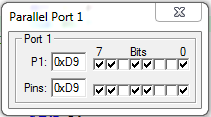 Parallel Port 1
Port 1
7 Bits 0
P1: 0xD9
Pins: 0xD9